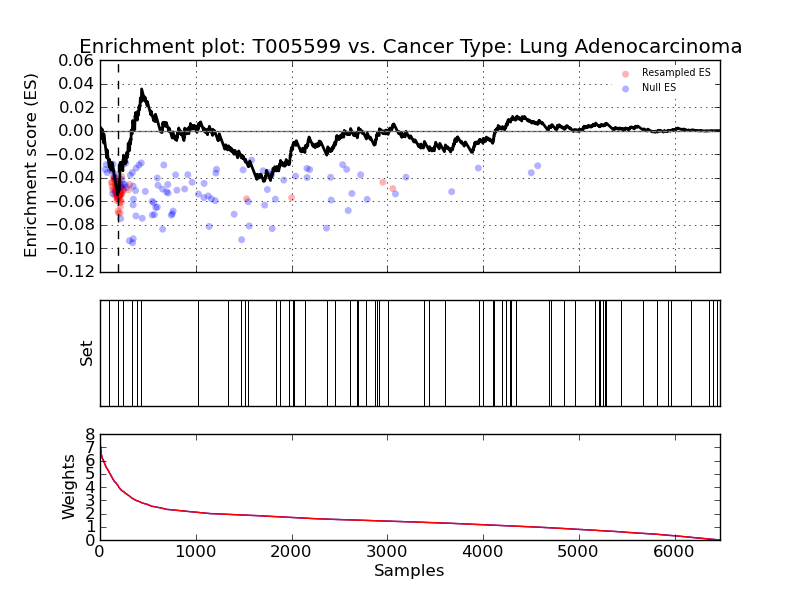 Enrichment plot: T005599 vs. Cancer Type: Lung Adenocarcinoma
Enrichment score (ES)
0.06
0.04
0.02
0.00
−0.02
−0.04
−0.06
−0.08
−0.10
−0.12
Resampled ES
Null ES
Set
Weights
8
7
6
5
4
3
2
1
0
0 1000 2000 3000 4000 5000 6000
Samples